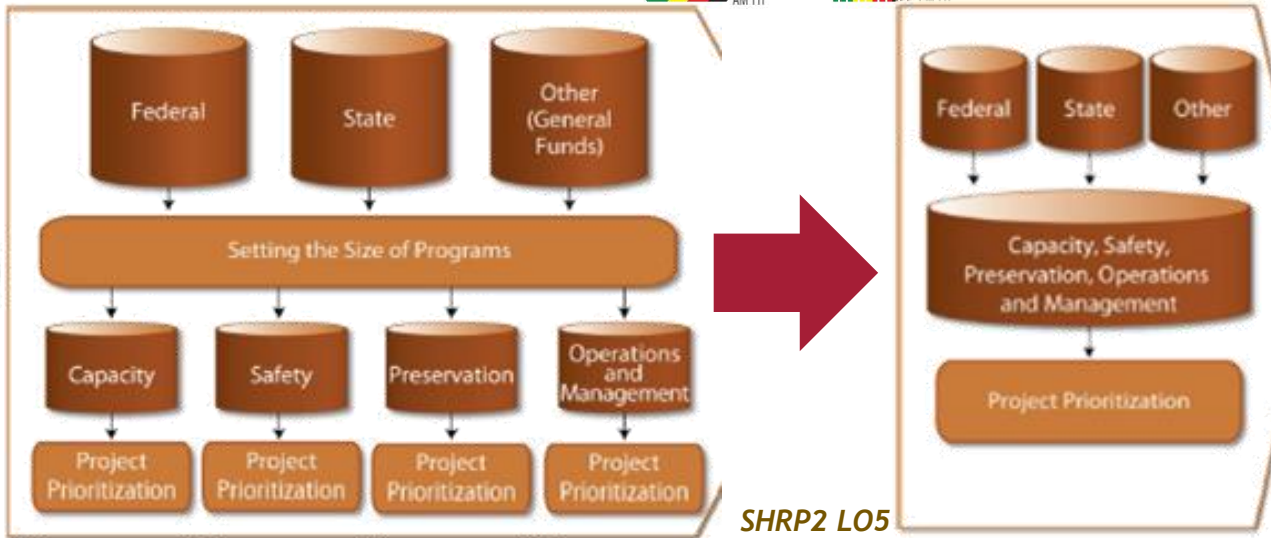 Federal
State
Other
(General
Funds)
Setting the Size of Programs
Capacity
Safety
Preservation
Operations
and
Management
Project
Prioritization
Project
Prioritization
Project
Prioritization
Project
Prioritization
SHRP2 LO5
Federal
State
Other
Capacity, Safety,
Preservation, Operations
and Management
Project Prioritization